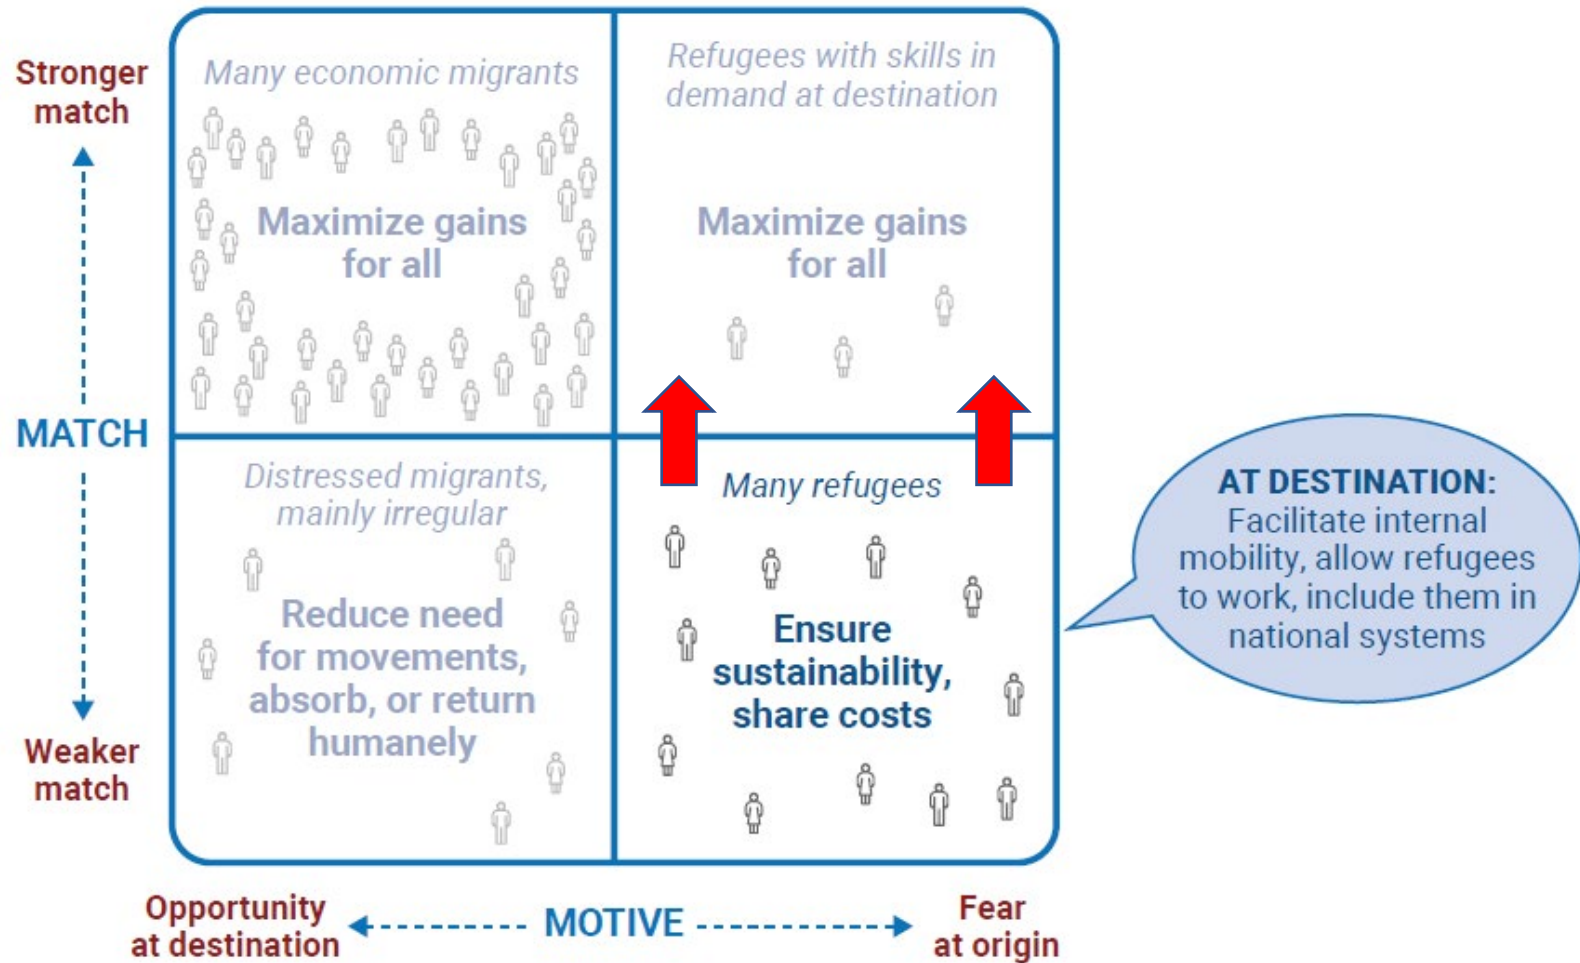 Stronger
match
Many economic migrants
Maximize gains
for all
Refugees with skills in
demand at destination
Maximize gains
for all
MATCH
Distressed migrants,
mainly irregular
Reduce need
for movements,
absorb, or return
humanely
Many refugees
Ensure
sustainability,
share costs
AT DESTINATION:
Facilitate internal
mobility, allow refugees
to work, include them in
national systems
Weaker
match
Opportunity
at destination
MOTIVE
Fear
at origin